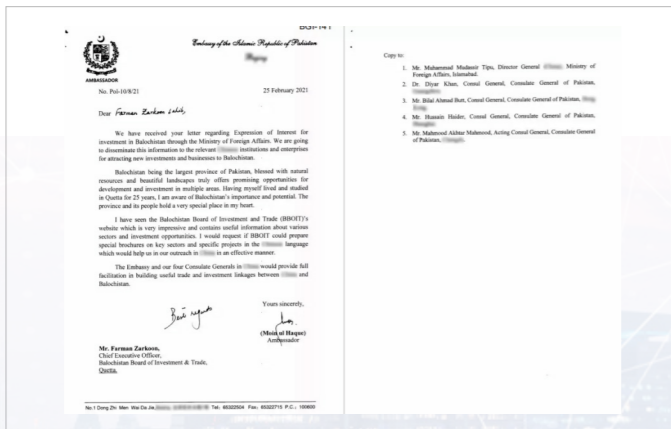 Embassy of the Islamic Republic of Pakistan
AMBASSADOR
No. Pol-10/8/21
25 February 2021
Dear Farman Zarkoon Sahib,
We have received your letter regarding Expression of Interest for
investment in Balochistan through the Ministry of Foreign Affairs. We are going
to disseminate this information to the relevant institutions and enterprises
for attracting new investments and businesses to Balochistan.
Balochistan being the largest province of Pakistan, blessed with natural
resources and beautiful landscapes truly offers promising opportunities for
development and investment in multiple areas. Having myself lived and studied
in Quetta for 25 years, I am aware of Balochistan's importance and potential. The
province and its people hold a very special place in my heart.
I have seen the Balochistan Board of Investment and Trade (BBOIT)'s
website which is very impressive and contains useful information about various
sectors and investment opportunities. I would request if BBOIT could prepare
special brochures on key sectors and specific projects in the language
which would help us in our outreach in in an effective manner.
The Embassy and our four Consulate Generals in would provide full
facilitation in building useful trade and investment linkages between and
Balochistan.
Best regards
Yours sincerely,
(Moin ul Haque)
Ambassador
Mr. Farman Zarkoon,
Chief Executive Officer,
Balochistan Board of Investment & Trade,
Quetta.
No.1 Dong Zhi Men Wai Da Jie, Tel: 65322504 Fax: 65322715 P.C.: 100600
Copy to:
1. Mr. Muhammad Mudassir Tipu, Director General Ministry of
Foreign Affairs, Islamabad.
2. Dr. Diyar Khan, Consul General, Consulate General of Pakistan,
3. Mr. Bilal Ahmad Butt, Consul General, Consulate General of Pakistan,
4. Mr. Hussain Haider, Consul General, Consulate General of Pakistan,
5. Mr. Mahmood Akhtar Mahmood, Acting Consul General, Consulate General
of Pakistan,